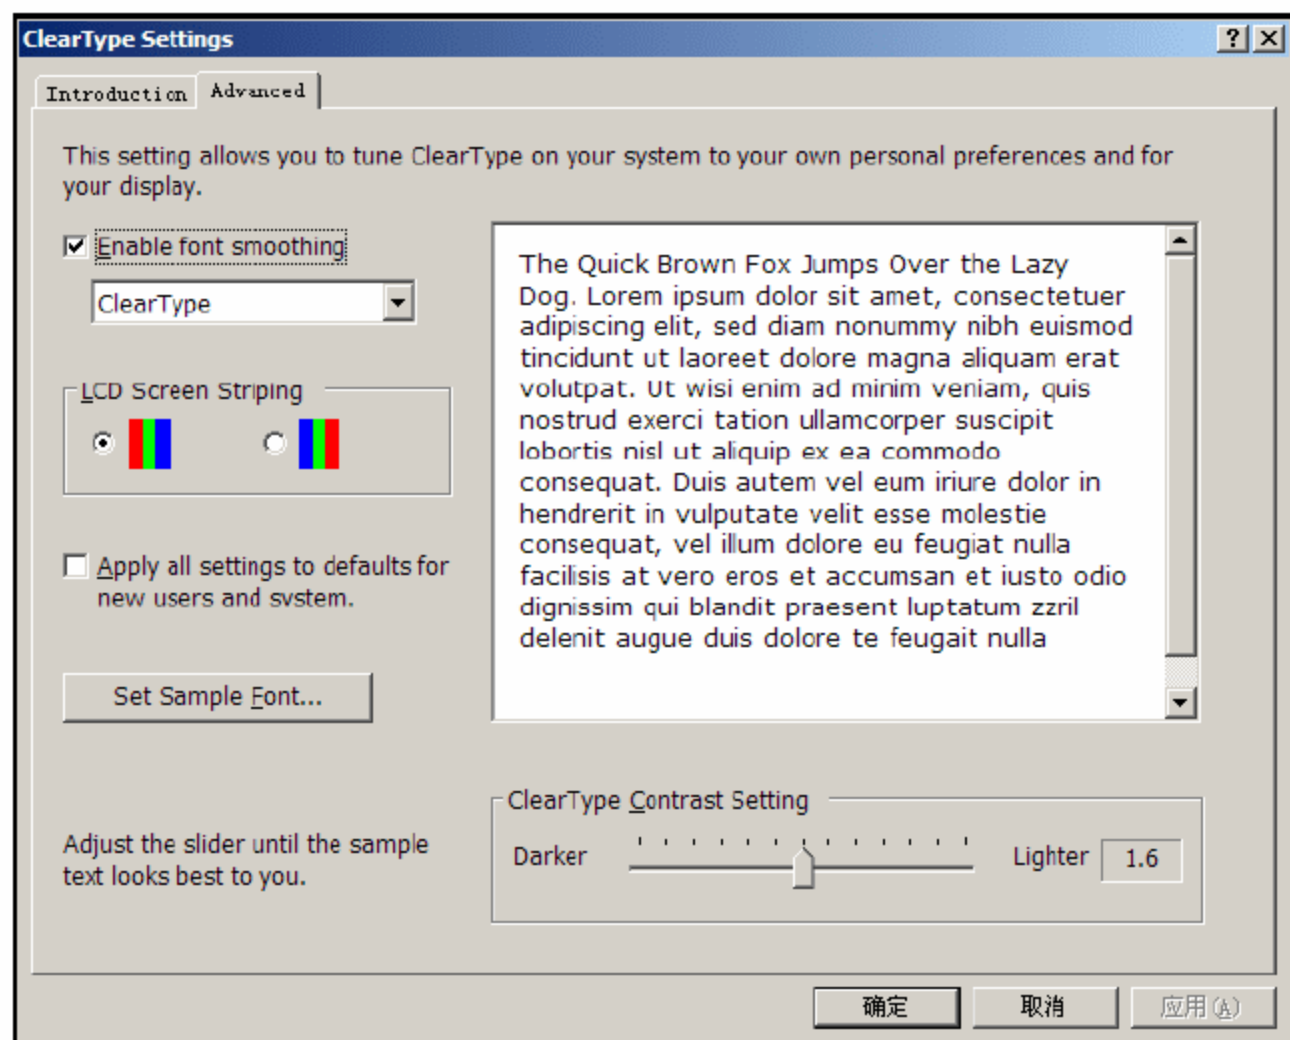 ClearType Settings
Introduction
Advanced
This setting allows you to tune ClearType on your system to your own personal preferences and for
your display.
Enable font smoothing
ClearType
LCD Screen Striping
Apply all settings to defaults for
new users and system.
Set Sample Font...
Adjust the slider until the sample
text looks best to you.
The Quick Brown Fox Jumps Over the Lazy
Dog. Lorem ipsum dolor sit amet, consectetuer
adipiscing elit, sed diam nonummy nibh euismod
tincidunt ut laoreet dolore magna aliquam erat
volutpat. Ut wisi enim ad minim veniam, quis
nostrud exerci tation ullamcorper suscipit
lobortis nisl ut aliquip ex ea commodo
consequat. Duis autem vel eum iriure dolor in
hendrerit in vulputate velit esse molestie
consequat, vel illum dolore eu feugiat nulla
facilisis at vero eros et accumsan et iusto odio
dignissim qui blandit praesent luptatum zzril
delenit augue duis dolore te feugait nulla
ClearType Contrast Setting
Darker
Lighter
1.6
确定
取消
应用(A)